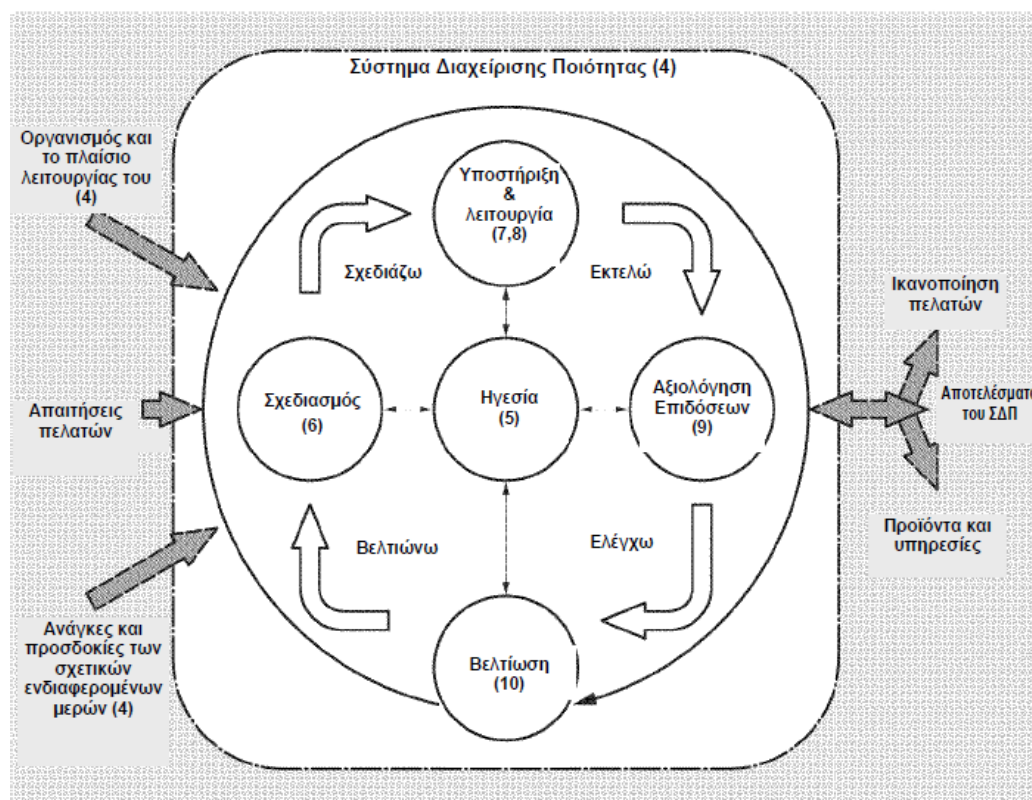 Σύστημα Διαχείρισης Ποιότητας (4)
Οργανισμός και
το πλαίσιο
λειτουργίας του
(4)
Υποστήριξη
&
λειτουργία
(7,8)
Σχεδιάζω
Εκτελώ
Ικανοποίηση
πελατών
Απαιτήσεις
πελατών
Σχεδιασμός
(6)
Ηγεσία
(5)
Αξιολόγηση
Επιδόσεων
(9)
Αποτελέσματα
του ΣΔΠ
Βελτιώνω
Ελέγχω
Προϊόντα και
υπηρεσίες
Ανάγκες και
προσδοκίες των
σχετικών
ενδιαφερομένων
μερών (4)
Βελτίωση
(10)